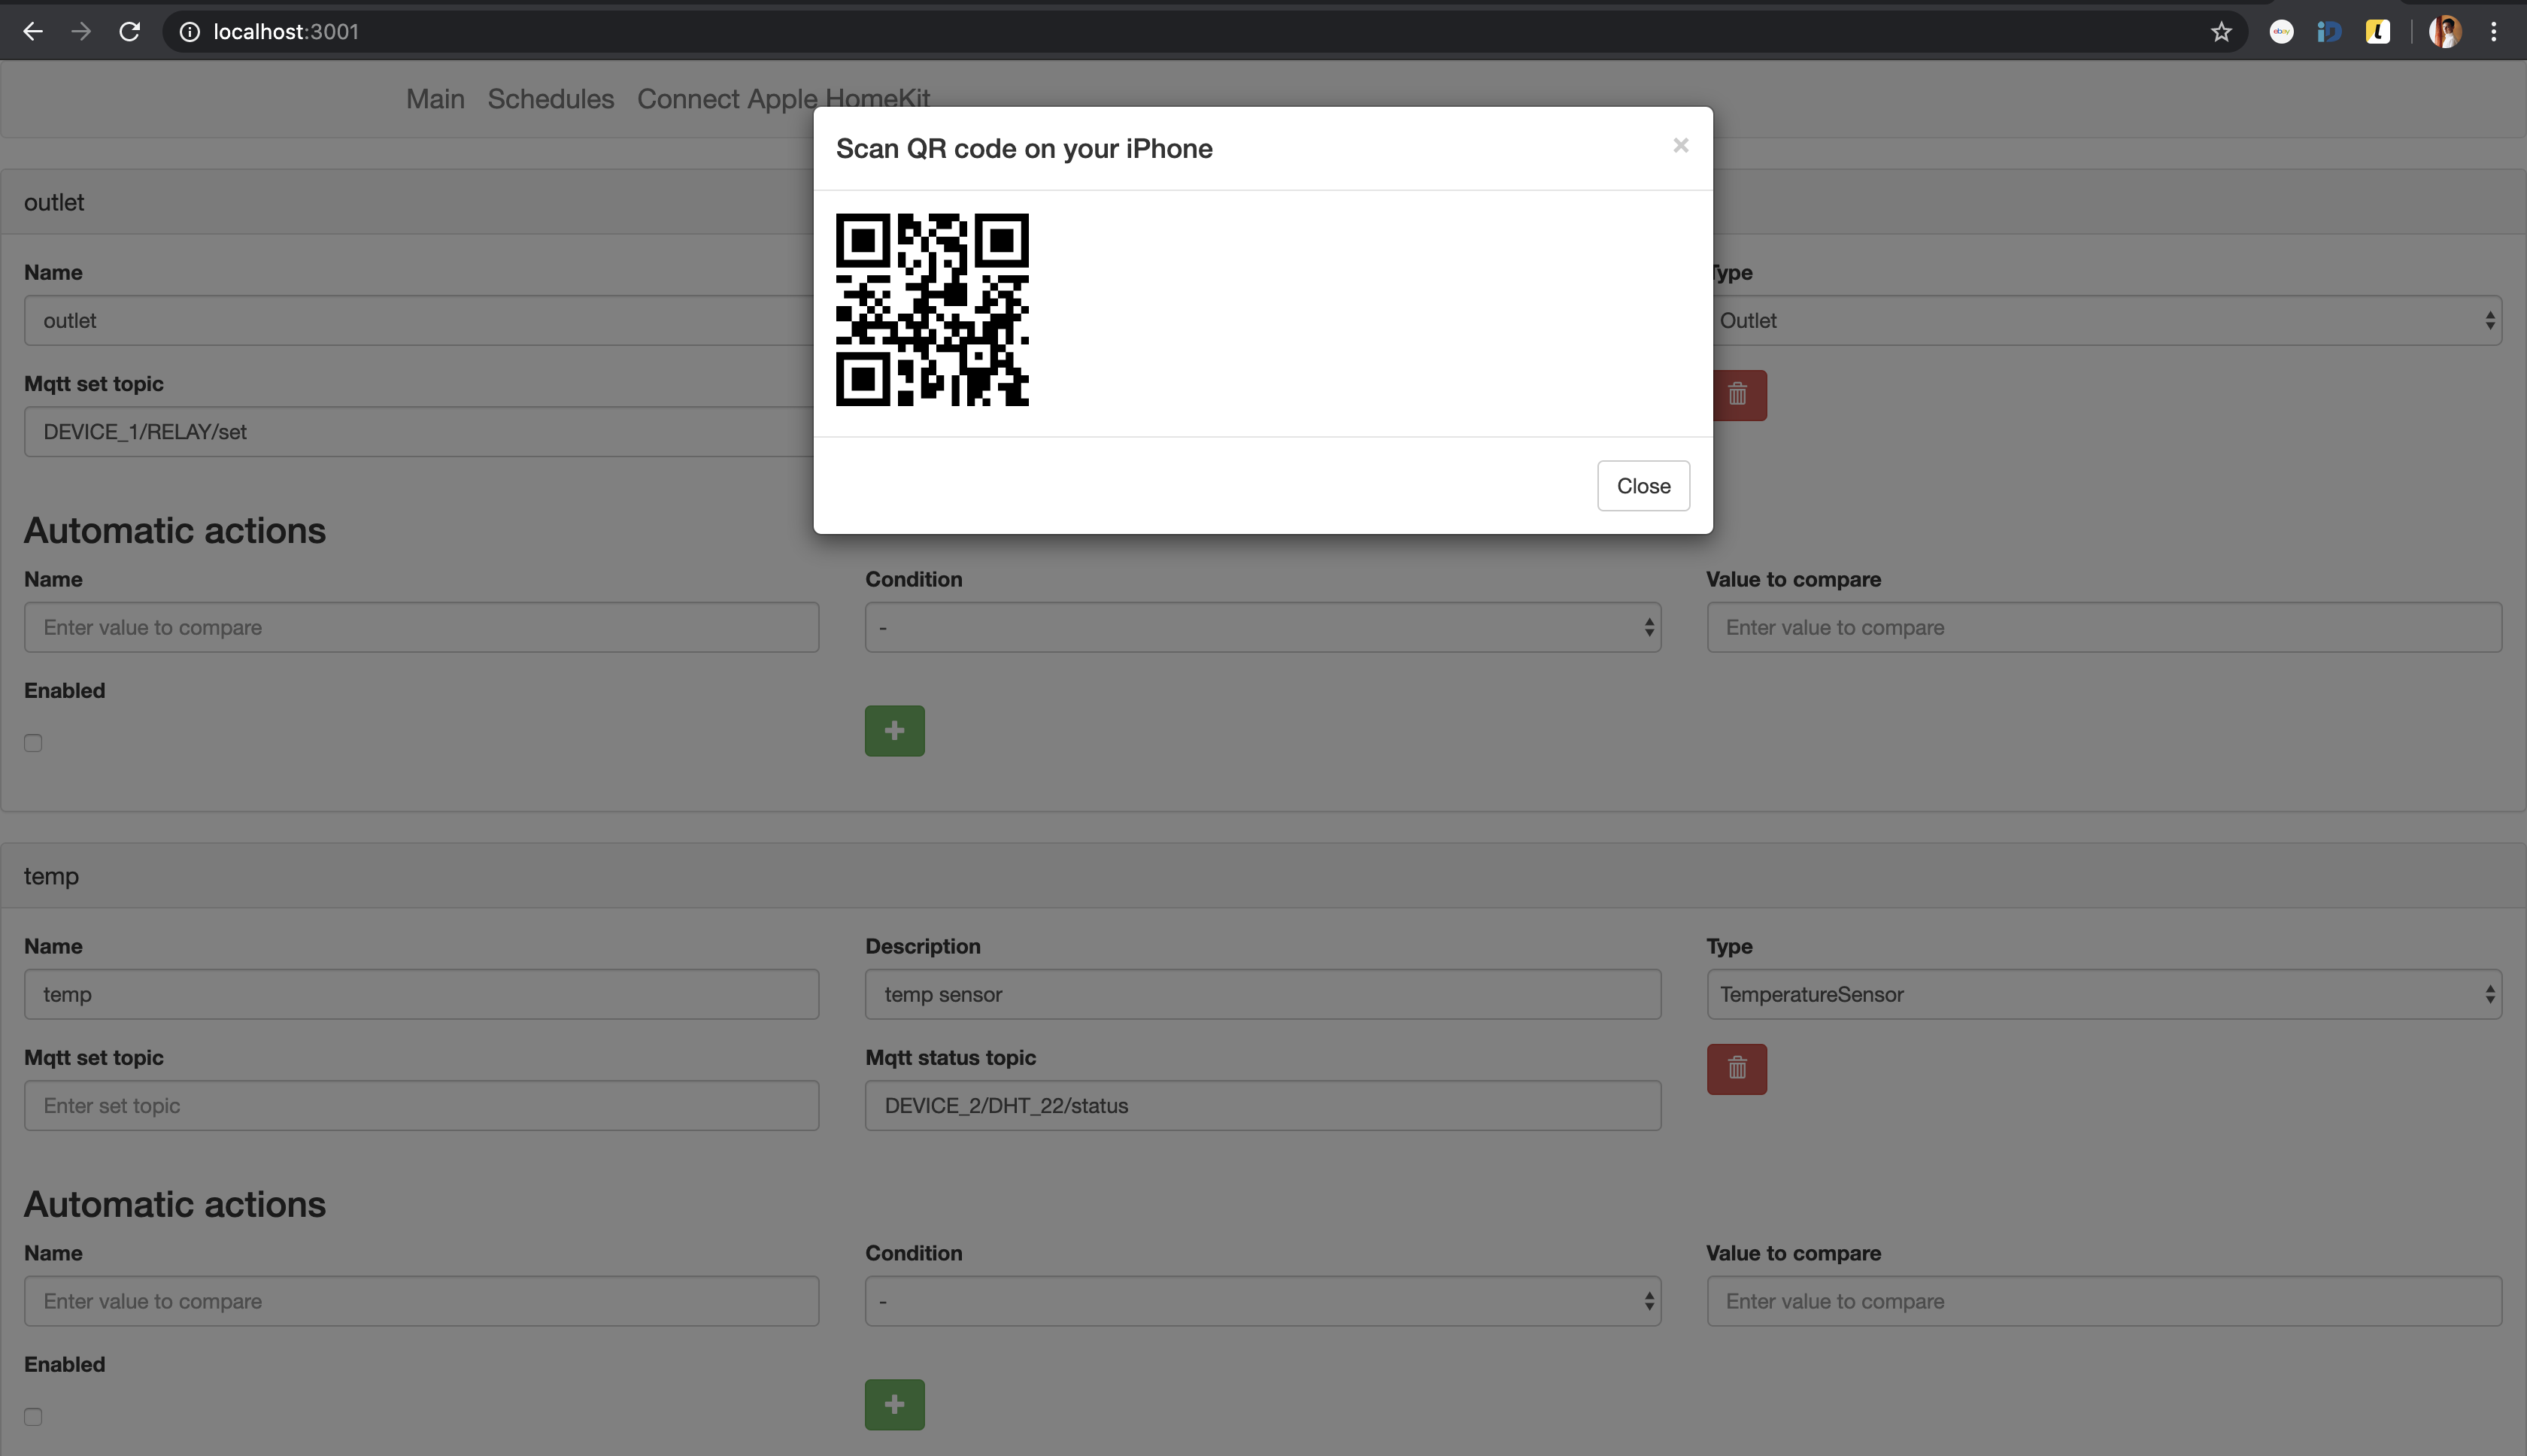 localhost:3001
ebay
Main Schedules Connect Apple HomeKit
Scan QR code on your iPhone
×
Close
outlet
Name
outlet
Type
Outlet
Mqtt set topic
DEVICE_1/RELAY/set
Automatic actions
Name Condition Value to compare
Enter value to compare - Enter value to compare
Enabled
temp
Name Description Type
temp temp sensor TemperatureSensor
Mqtt set topic Mqtt status topic
Enter set topic DEVICE_2/DHT_22/status
Automatic actions
Name Condition Value to compare
Enter value to compare - Enter value to compare
Enabled